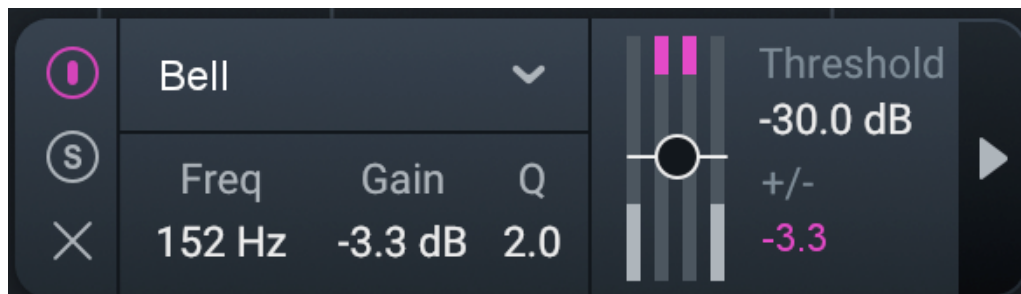 Bell
S
Freq Gain Q
152 Hz -3.3 dB 2.0
Threshold
-30.0 dB
+/-
-3.3